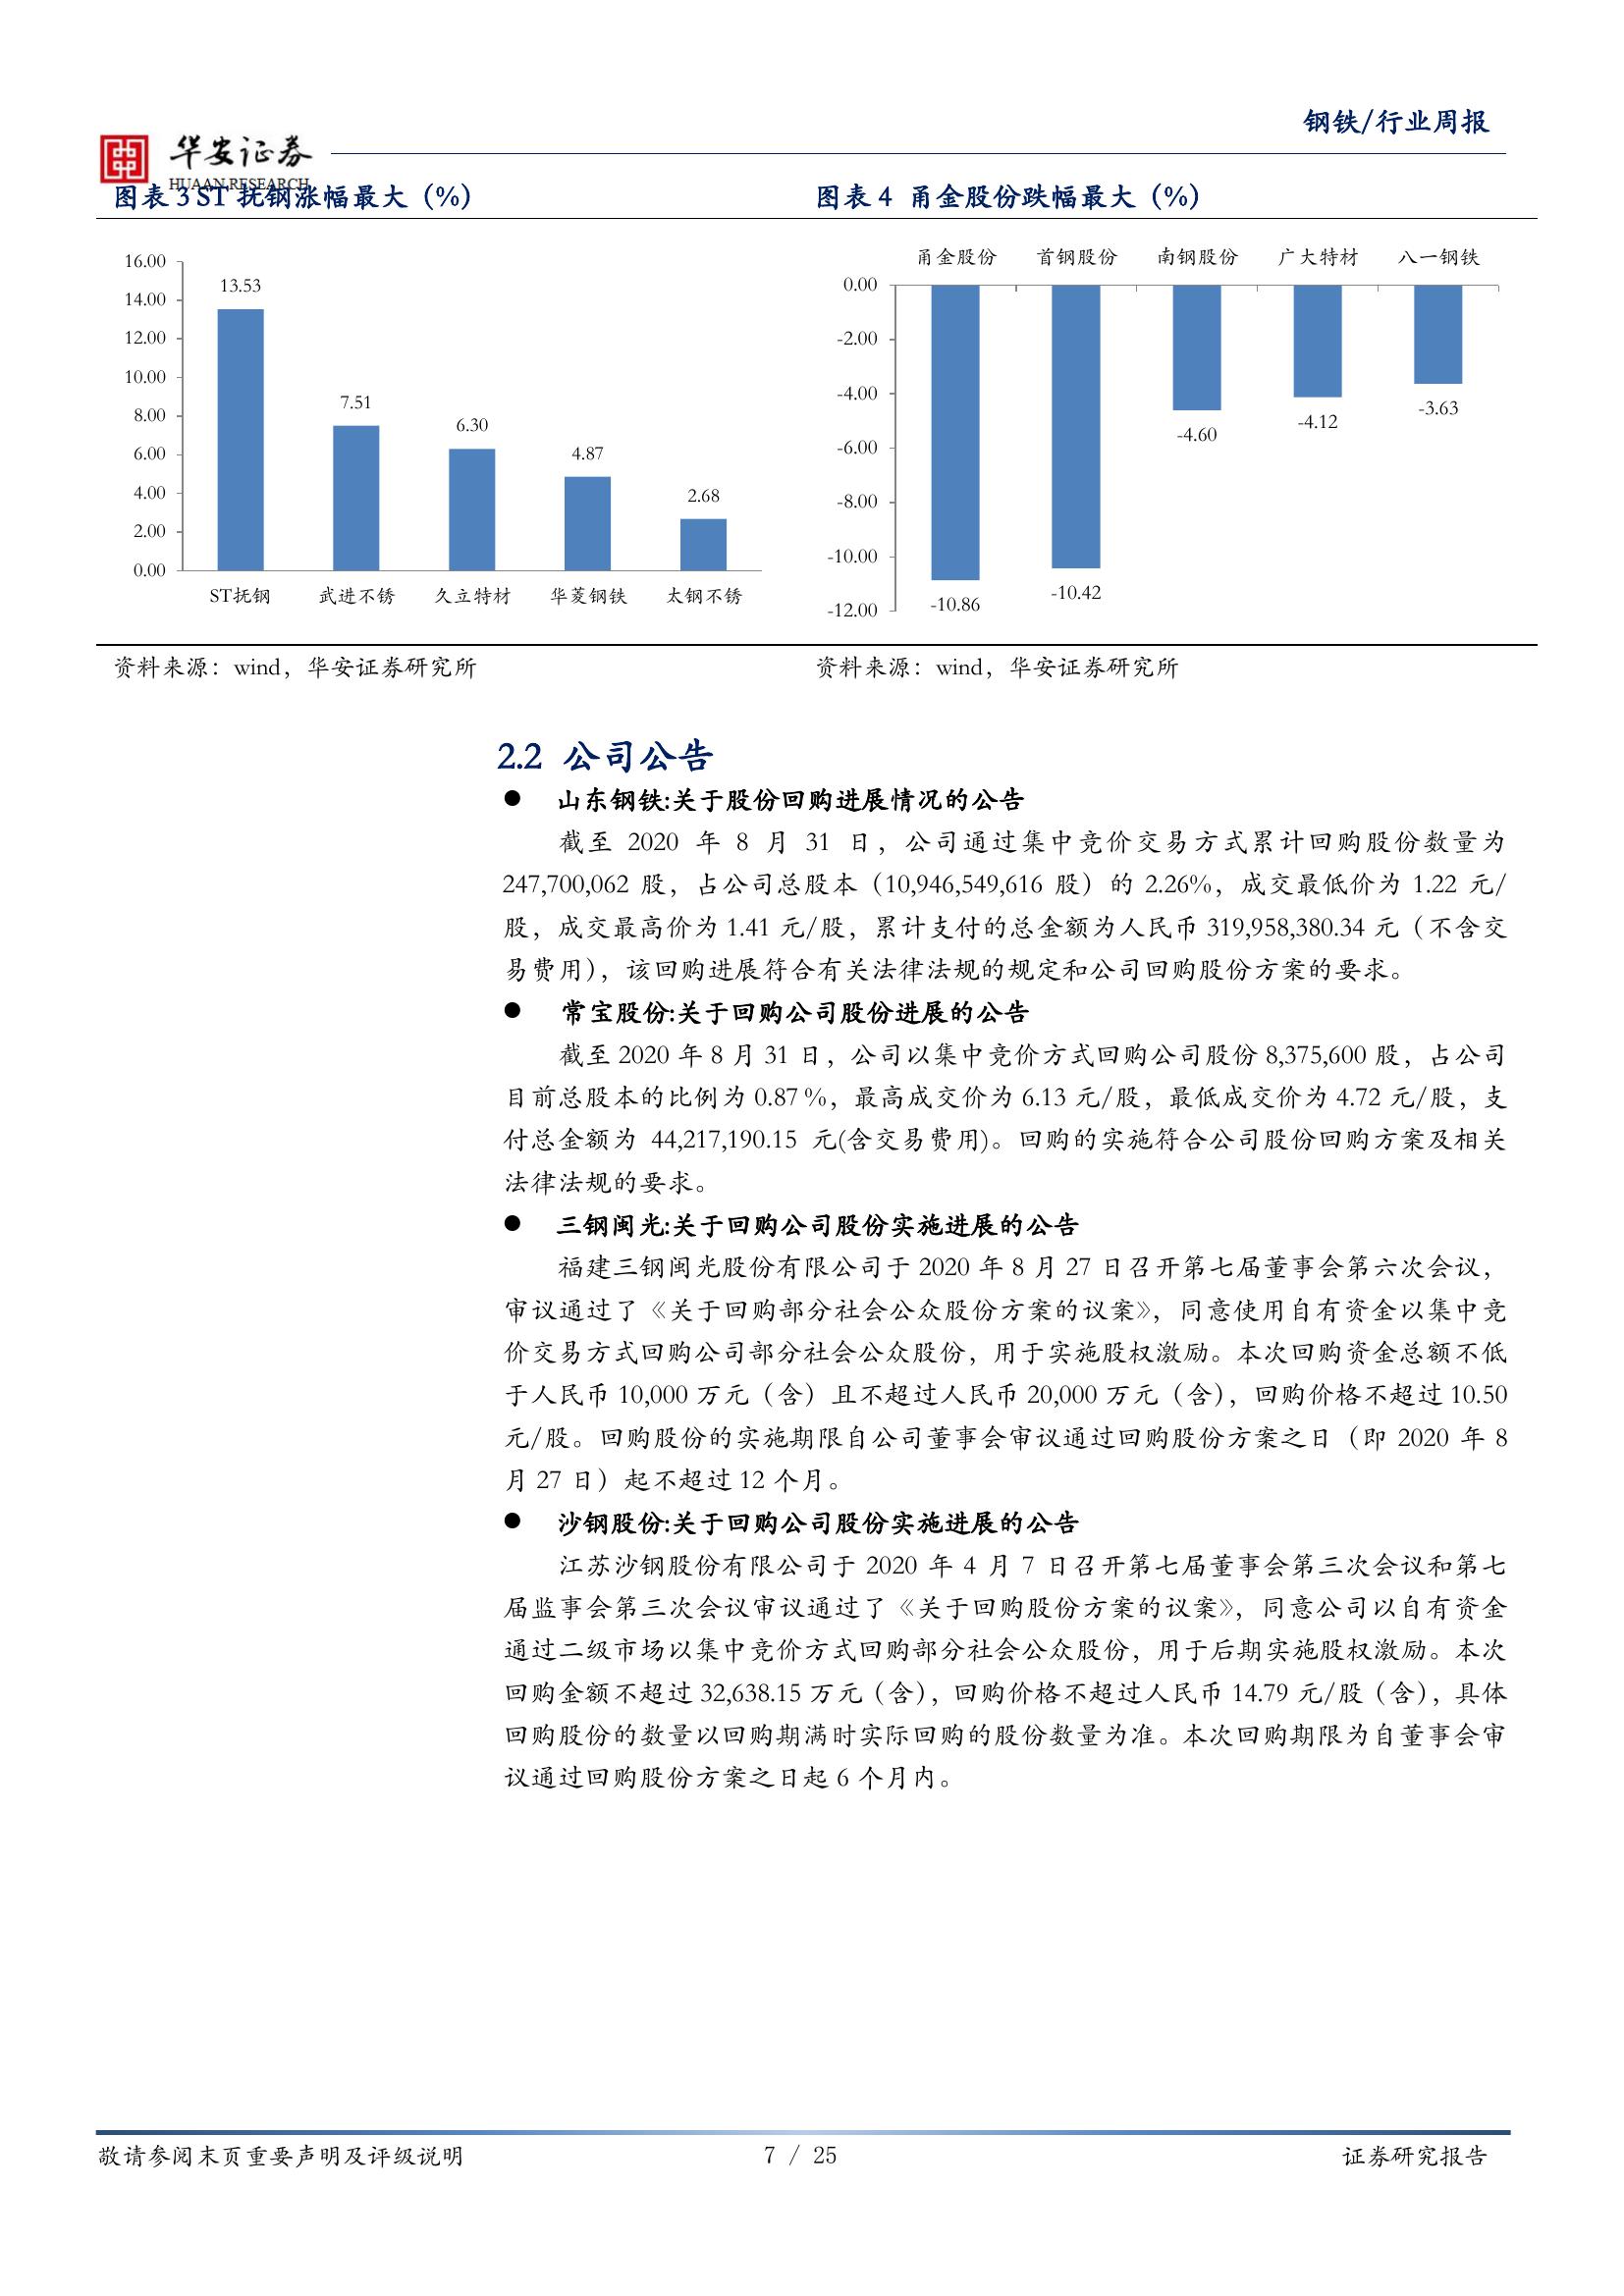 钢铁/行业周报
华安证券
HUAAN RESEARCH
图表 3 ST 抚钢涨幅最大（%）
16.00
14.00
12.00
10.00
8.00
6.00
4.00
2.00
0.00
13.53
7.51
6.30
4.87
2.68
ST抚钢 武进不锈 久立特材 华菱钢铁 太钢不锈
资料来源：wind，华安证券研究所
图表 4 甬金股份跌幅最大（%）
甬金股份 首钢股份 南钢股份 广大特材 八一钢铁
0.00
-2.00
-4.00
-6.00
-8.00
-10.00
-12.00
-10.86
-10.42
-4.60
-4.12
-3.63
资料来源：wind，华安证券研究所
2.2 公司公告
● 山东钢铁:关于股份回购进展情况的公告
截至 2020 年 8 月 31 日，公司通过集中竞价交易方式累计回购股份数量为
247,700,062 股，占公司总股本（10,946,549,616 股）的 2.26%，成交最低价为 1.22 元/
股，成交最高价为 1.41 元/股，累计支付的总金额为人民币 319,958,380.34 元（不含交
易费用），该回购进展符合有关法律法规的规定和公司回购股份方案的要求。
● 常宝股份:关于回购公司股份进展的公告
截至 2020 年 8 月 31 日，公司以集中竞价方式回购公司股份 8,375,600 股，占公司
目前总股本的比例为 0.87 %，最高成交价为 6.13 元/股，最低成交价为 4.72 元/股，支
付总金额为 44,217,190.15 元(含交易费用)。回购的实施符合公司股份回购方案及相关
法律法规的要求。
● 三钢闽光:关于回购公司股份实施进展的公告
福建三钢闽光股份有限公司于 2020 年 8 月 27 日召开第七届董事会第六次会议，
审议通过了《关于回购部分社会公众股份方案的议案》，同意使用自有资金以集中竞
价交易方式回购公司部分社会公众股份，用于实施股权激励。本次回购资金总额不低
于人民币 10,000 万元（含）且不超过人民币 20,000 万元（含），回购价格不超过 10.50
元/股。回购股份的实施期限自公司董事会审议通过回购股份方案之日（即 2020 年 8
月 27 日）起不超过 12 个月。
● 沙钢股份:关于回购公司股份实施进展的公告
江苏沙钢股份有限公司于 2020 年 4 月 7 日召开第七届董事会第三次会议和第七
届监事会第三次会议审议通过了《关于回购股份方案的议案》，同意公司以自有资金
通过二级市场以集中竞价方式回购部分社会公众股份，用于后期实施股权激励。本次
回购金额不超过 32,638.15 万元（含），回购价格不超过人民币 14.79 元/股（含），具体
回购股份的数量以回购期满时实际回购的股份数量为准。本次回购期限为自董事会审
议通过回购股份方案之日起 6 个月内。
敬请参阅末页重要声明及评级说明
7 / 25
证券研究报告